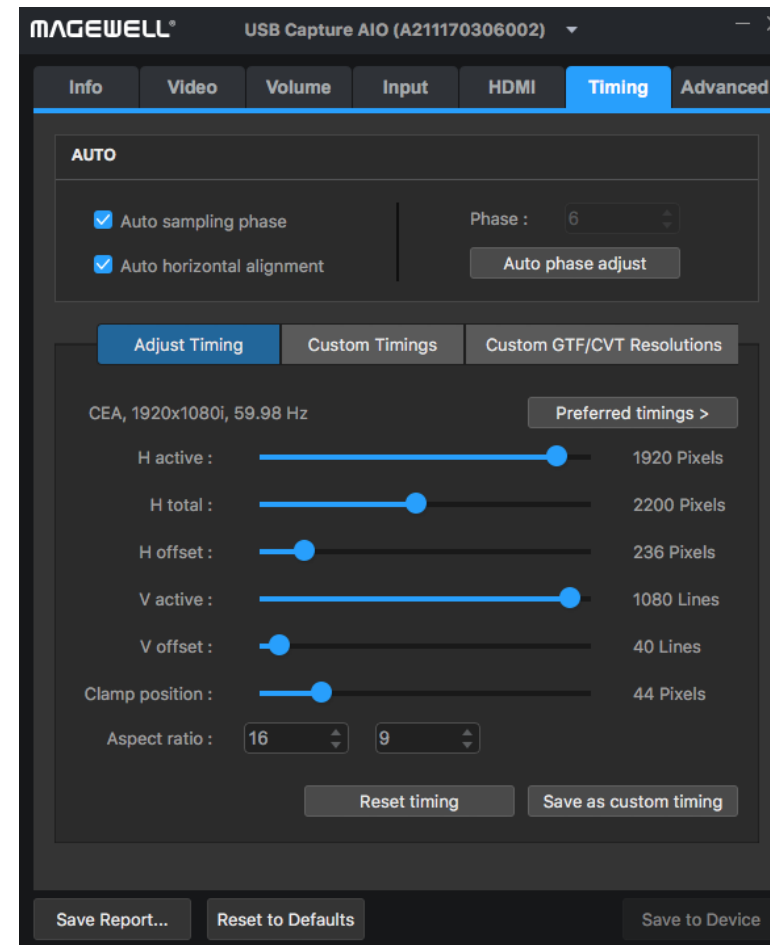 MAGEWELL® USB Capture AIO (A211170306002)
Info Video Volume Input HDMI Timing Advanced
AUTO
Auto sampling phase Phase : 6
Auto horizontal alignment Auto phase adjust
Adjust Timing Custom Timings Custom GTF/CVT Resolutions
CEA, 1920x1080i, 59.98 Hz Preferred timings >
H active : 1920 Pixels
H total : 2200 Pixels
H offset : 236 Pixels
V active : 1080 Lines
V offset : 40 Lines
Clamp position : 44 Pixels
Aspect ratio : 16 9
Reset timing Save as custom timing
Save Report... Reset to Defaults Save to Device